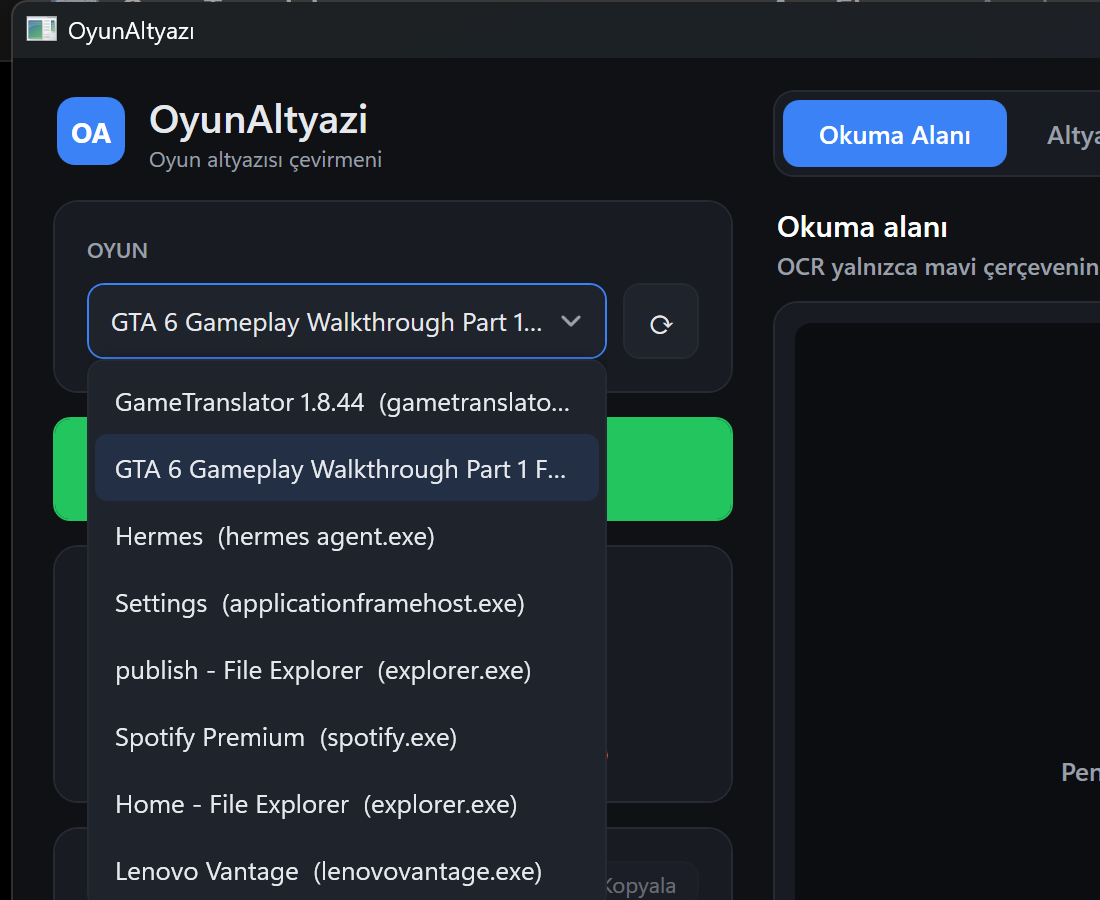 OyunAltyazı
OA
OyunAltyazi
Oyun altyazısı çevirmeni
OYUN
GTA 6 Gameplay Walkthrough Part 1...
⟳
GameTranslator 1.8.44 (gametranslato...
GTA 6 Gameplay Walkthrough Part 1 F...
Hermes (hermes agent.exe)
Settings (applicationframehost.exe)
publish - File Explorer (explorer.exe)
Spotify Premium (spotify.exe)
Home - File Explorer (explorer.exe)
Lenovo Vantage (lenovovantage.exe)
Kopyala
Okuma Alanı
Altya
Okuma alanı
OCR yalnızca mavi çerçevenin
Pen